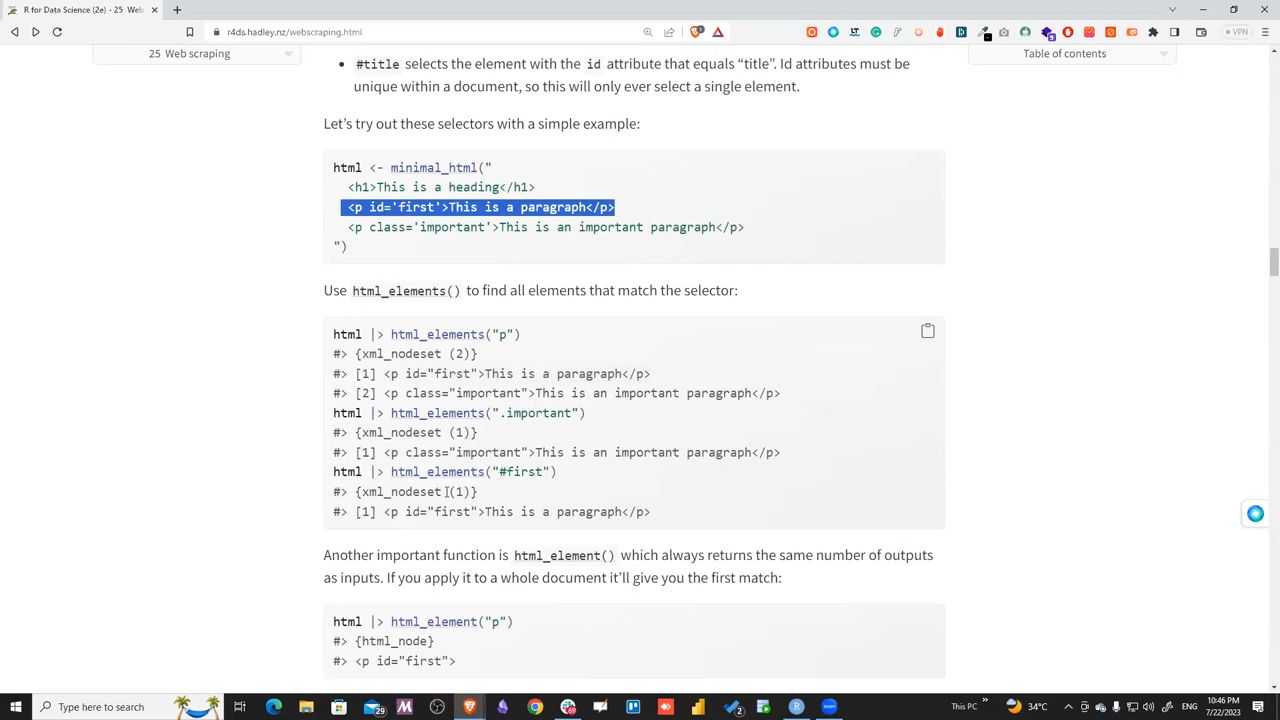 R for Data Science (2e) - 25 Web
r4ds.hadley.nz/webscraping.html
VPN
25 Web scraping
Table of contents
#title selects the element with the id attribute that equals “title”. Id attributes must be
unique within a document, so this will only ever select a single element.
Let’s try out these selectors with a simple example:
html <- minimal_html("
<h1>This is a heading</h1>
<p id='first'>This is a paragraph</p>
<p class='important'>This is an important paragraph</p>
")
Use html_elements() to find all elements that match the selector:
html |> html_elements("p")
#> {xml_nodeset (2)}
#> [1] <p id="first">This is a paragraph</p>
#> [2] <p class="important">This is an important paragraph</p>
html |> html_elements(".important")
#> {xml_nodeset (1)}
#> [1] <p class="important">This is an important paragraph</p>
html |> html_elements("#first")
#> {xml_nodeset (1)}
#> [1] <p id="first">This is a paragraph</p>
Another important function is html_element() which always returns the same number of outputs
as inputs. If you apply it to a whole document it’ll give you the first match:
html |> html_element("p")
#> {html_node}
#> <p id="first">
Type here to search
29
2
This PC
34°C
ENG
10:46 PM
7/22/2023